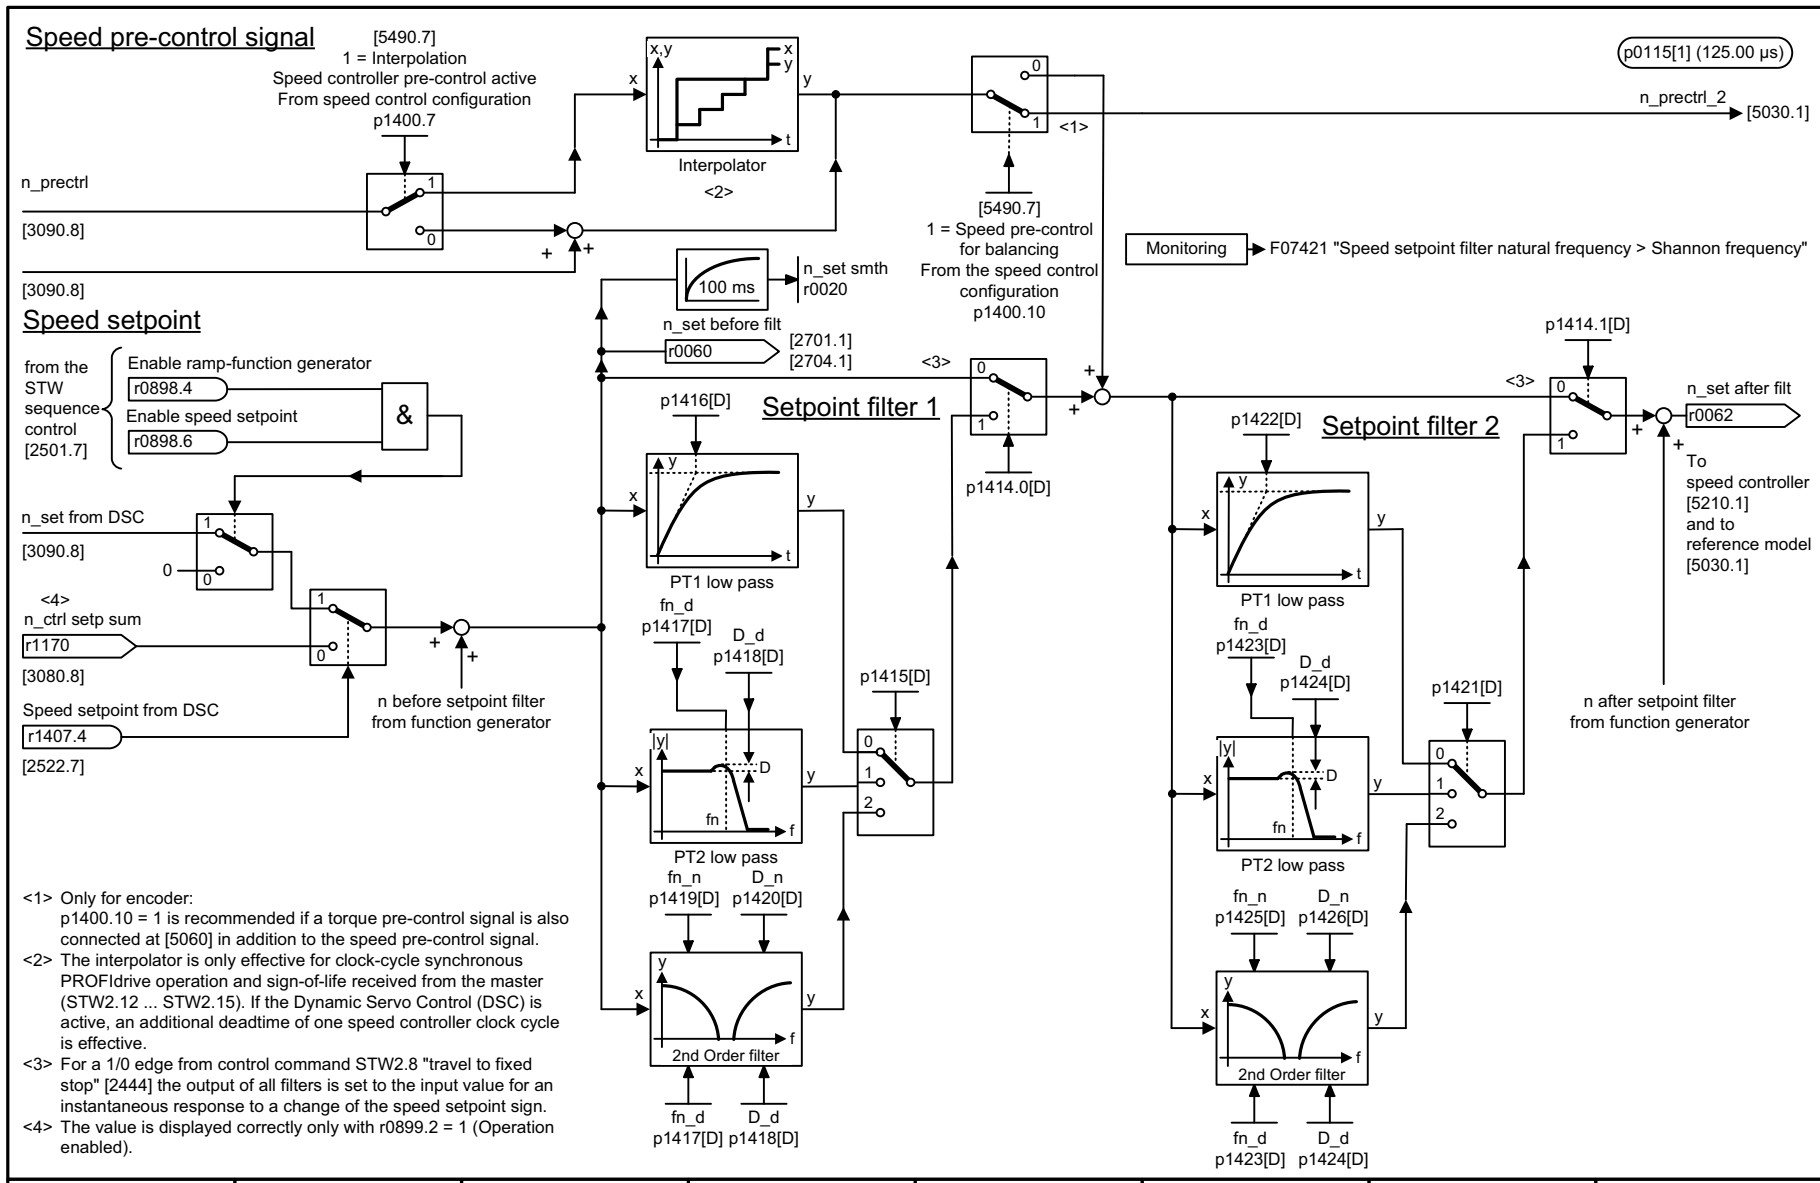 Speed pre-control signal
[5490.7]
1 = Interpolation
Speed controller pre-control active
From speed control configuration
p1400.7
n_prectrl
[3090.8]
1
0
+
+
[3090.8]
x,y
x
y
t
x
y
Interpolator
<2>
0
1
<1>
[5490.7]
1 = Speed pre-control
for balancing
From the speed control
configuration
p1400.10
p0115[1] (125.00 µs)
n_prectrl_2
[5030.1]
Monitoring
F07421 "Speed setpoint filter natural frequency > Shannon frequency"
100 ms
n_set smth
r0020
n_set before filt
r0060
[2701.1]
[2704.1]
Speed setpoint
from the
STW
sequence
control
[2501.7]
Enable ramp-function generator
r0898.4
Enable speed setpoint
r0898.6
&
n_set from DSC
[3090.8]
1
0
0
<4>
n_ctrl setp sum
r1170
[3080.8]
1
0
Speed setpoint from DSC
r1407.4
[2522.7]
+
+
n before setpoint filter
from function generator
Setpoint filter 1
p1416[D]
x
y
t
y
PT1 low pass
fn_d
p1417[D]
D_d
p1418[D]
x
|y|
D
fn
f
y
PT2 low pass
fn_n
p1419[D]
D_n
p1420[D]
x
y
f
y
2nd Order filter
fn_d
p1417[D]
D_d
p1418[D]
p1415[D]
0
1
2
<3>
0
1
p1414.0[D]
+
+
Setpoint filter 2
p1422[D]
x
y
t
y
PT1 low pass
fn_d
p1423[D]
D_d
p1424[D]
x
|y|
D
fn
f
y
PT2 low pass
fn_n
p1425[D]
D_n
p1426[D]
x
y
f
y
2nd Order filter
fn_d
p1423[D]
D_d
p1424[D]
p1421[D]
0
1
2
p1414.1[D]
<3>
0
1
+
+
n_set after filt
r0062
To
speed controller
[5210.1]
and to
reference model
[5030.1]
n after setpoint filter
from function generator
<1> Only for encoder:
p1400.10 = 1 is recommended if a torque pre-control signal is also
connected at [5060] in addition to the speed pre-control signal.
<2> The interpolator is only effective for clock-cycle synchronous
PROFIdrive operation and sign-of-life received from the master
(STW2.12 ... STW2.15). If the Dynamic Servo Control (DSC) is
active, an additional deadtime of one speed controller clock cycle
is effective.
<3> For a 1/0 edge from control command STW2.8 "travel to fixed
stop" [2444] the output of all filters is set to the input value for an
instantaneous response to a change of the speed setpoint sign.
<4> The value is displayed correctly only with r0899.2 = 1 (Operation
enabled).